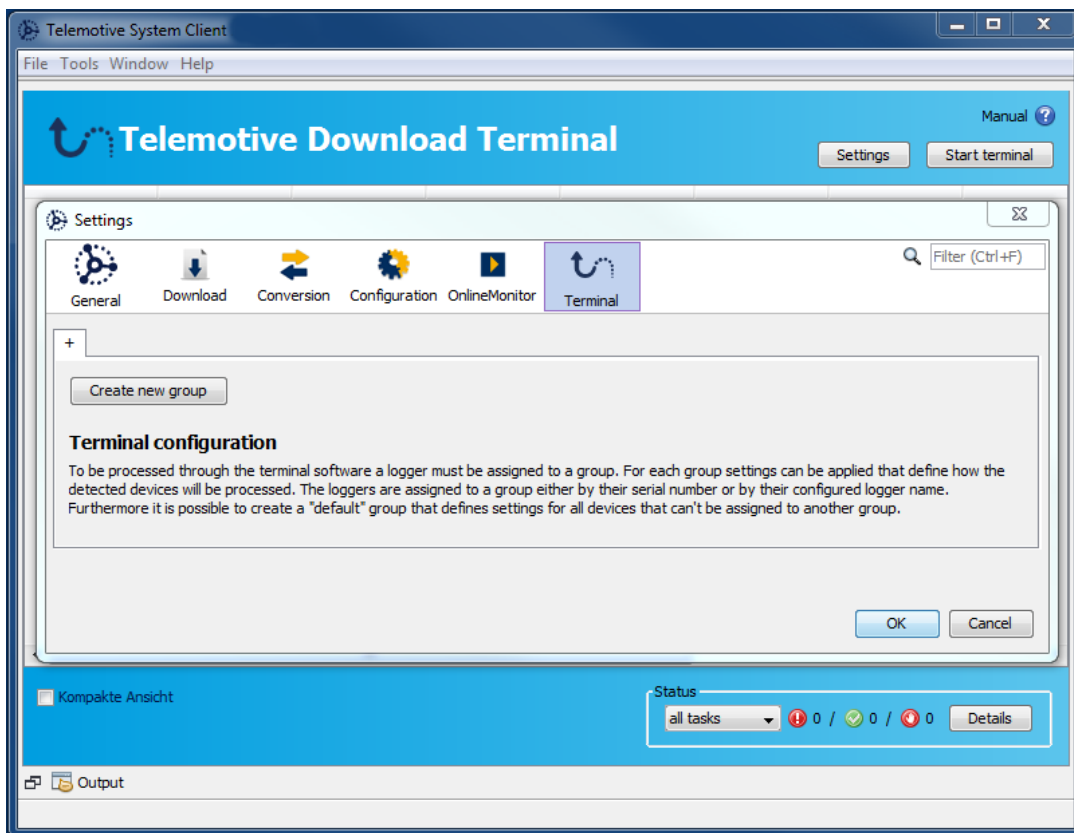 Telemotive System Client
File Tools Window Help
Manual
Telemotive Download Terminal
Settings
Start terminal
Settings
Filter (Ctrl+F)
General
Download
Conversion
Configuration
OnlineMonitor
Terminal
+
Create new group
Terminal configuration
To be processed through the terminal software a logger must be assigned to a group. For each group settings can be applied that define how the
detected devices will be processed. The loggers are assigned to a group either by their serial number or by their configured logger name.
Furthermore it is possible to create a "default" group that defines settings for all devices that can't be assigned to another group.
OK
Cancel
Kompakte Ansicht
Status
all tasks
0 / 0 / 0
Details
Output